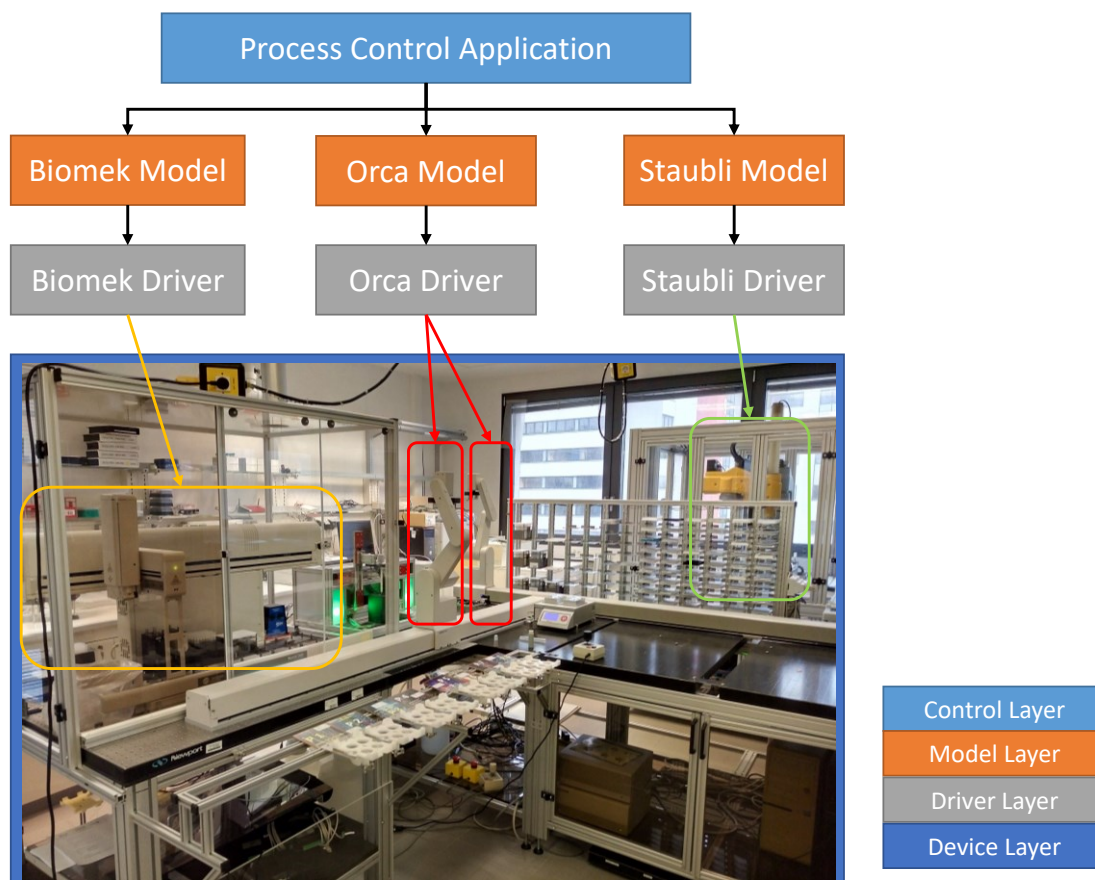 Process Control Application
Biomek Model
Orca Model
Staubli Model
Biomek Driver
Orca Driver
Staubli Driver
Newport
Control Layer
Model Layer
Driver Layer
Device Layer